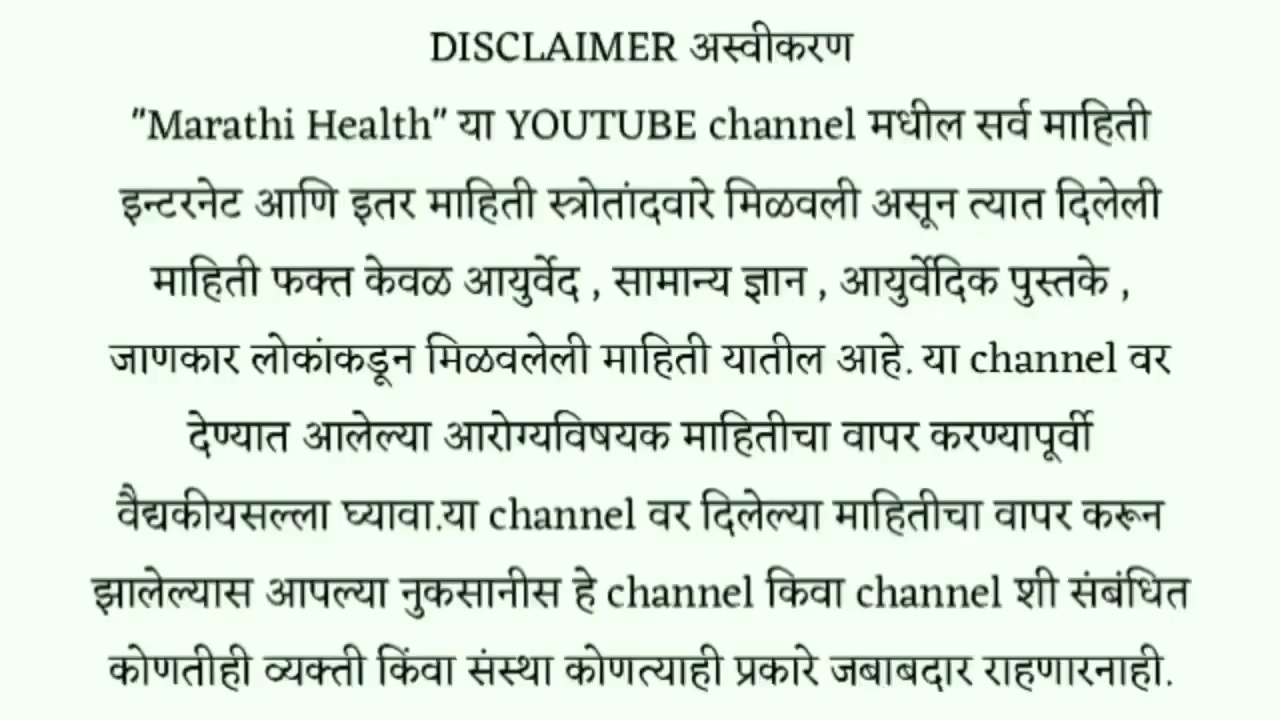 DISCLAIMER अस्वीकरण
"Marathi Health" या YOUTUBE channel मधील सर्व माहिती
इन्टरनेट आणि इतर माहिती स्त्रोतांदवारे मिळवली असून त्यात दिलेली
माहिती फक्त केवळ आयुर्वेद , सामान्य ज्ञान , आयुर्वेदिक पुस्तके ,
जाणकार लोकांकडून मिळवलेली माहिती यातील आहे. या channel वर
देण्यात आलेल्या आरोग्यविषयक माहितीचा वापर करण्यापूर्वी
वैद्यकीयसल्ला घ्यावा.या channel वर दिलेल्या माहितीचा वापर करून
झालेल्यास आपल्या नुकसानीस हे channel किवा channel शी संबंधित
कोणतीही व्यक्ती किंवा संस्था कोणत्याही प्रकारे जबाबदार राहणारनाही.